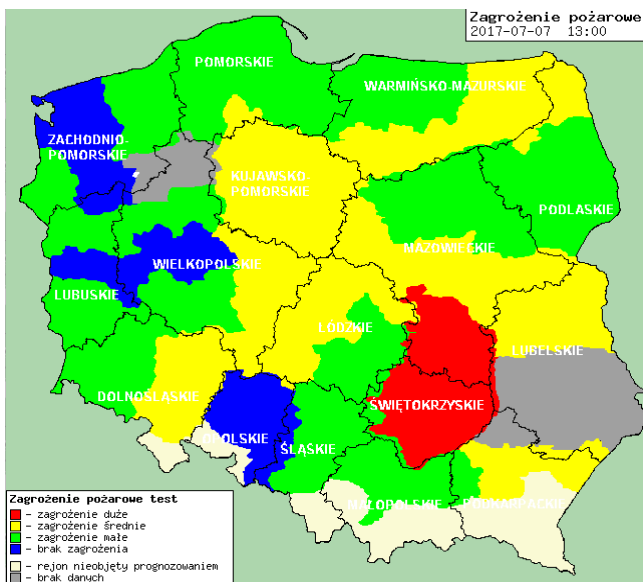 Zagrożenie pożarowe
2017-07-07 13:00
POMORSKIE
WARMIŃSKO-MAZURSKIE
ZACHODNIO-
POMORSKIE
KUJAWSKO-
POMORSKIE
PODLASKIE
MAZOWIECKIE
WIELKOPOLSKIE
LUBUSKIE
ŁÓDZKIE
LUBELSKIE
DOLNOŚLĄSKIE
ŚWIĘTOKRZYSKIE
OPOLSKIE
ŚLĄSKIE
MAŁOPOLSKIE
PODKARPACKIE
Zagrożenie pożarowe test
- zagrożenie duże
- zagrożenie średnie
- zagrożenie małe
- brak zagrożenia
- rejon nieobjęty prognozowaniem
- brak danych